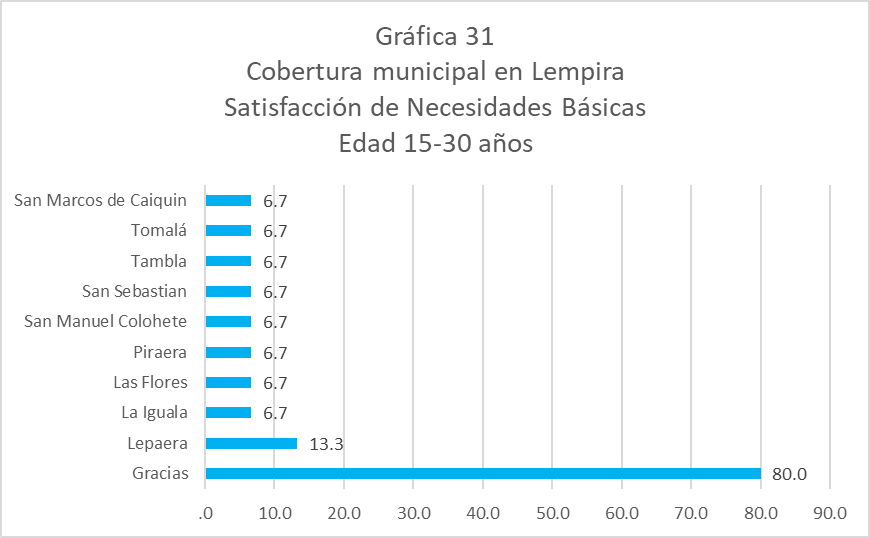 Gráfica 31
Cobertura municipal en Lempira
Satisfacción de Necesidades Básicas
Edad 15-30 años
San Marcos de Caiquin 6.7
Tomalá 6.7
Tambla 6.7
San Sebastian 6.7
San Manuel Colohete 6.7
Piraera 6.7
Las Flores 6.7
La Iguala 6.7
Lepaera 13.3
Gracias 80.0
.0 10.0 20.0 30.0 40.0 50.0 60.0 70.0 80.0 90.0